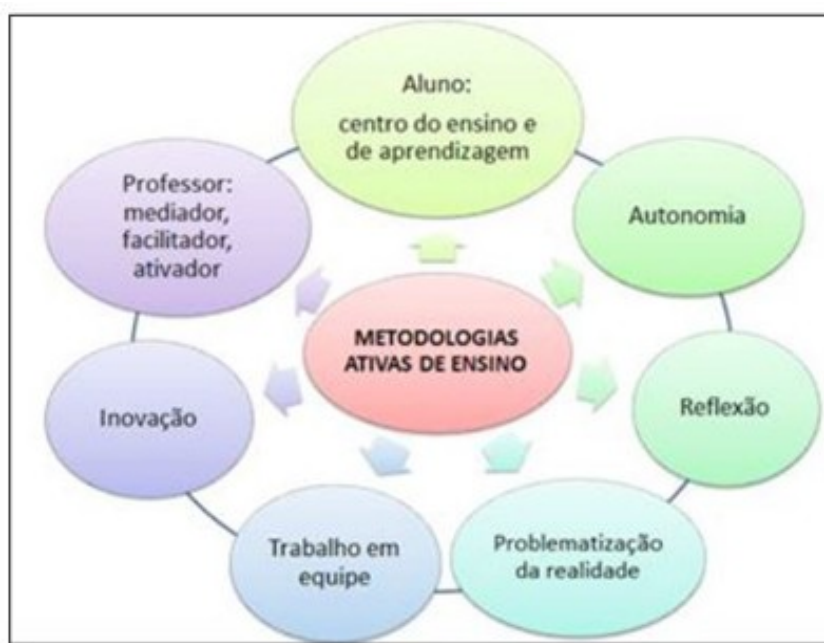 Aluno:
centro do ensino e
de aprendizagem
Autonomia
Reflexão
Problematização
da realidade
Trabalho em
equipe
Inovação
Professor:
mediador,
facilitador,
ativador
METODOLOGIAS
ATIVAS DE ENSINO